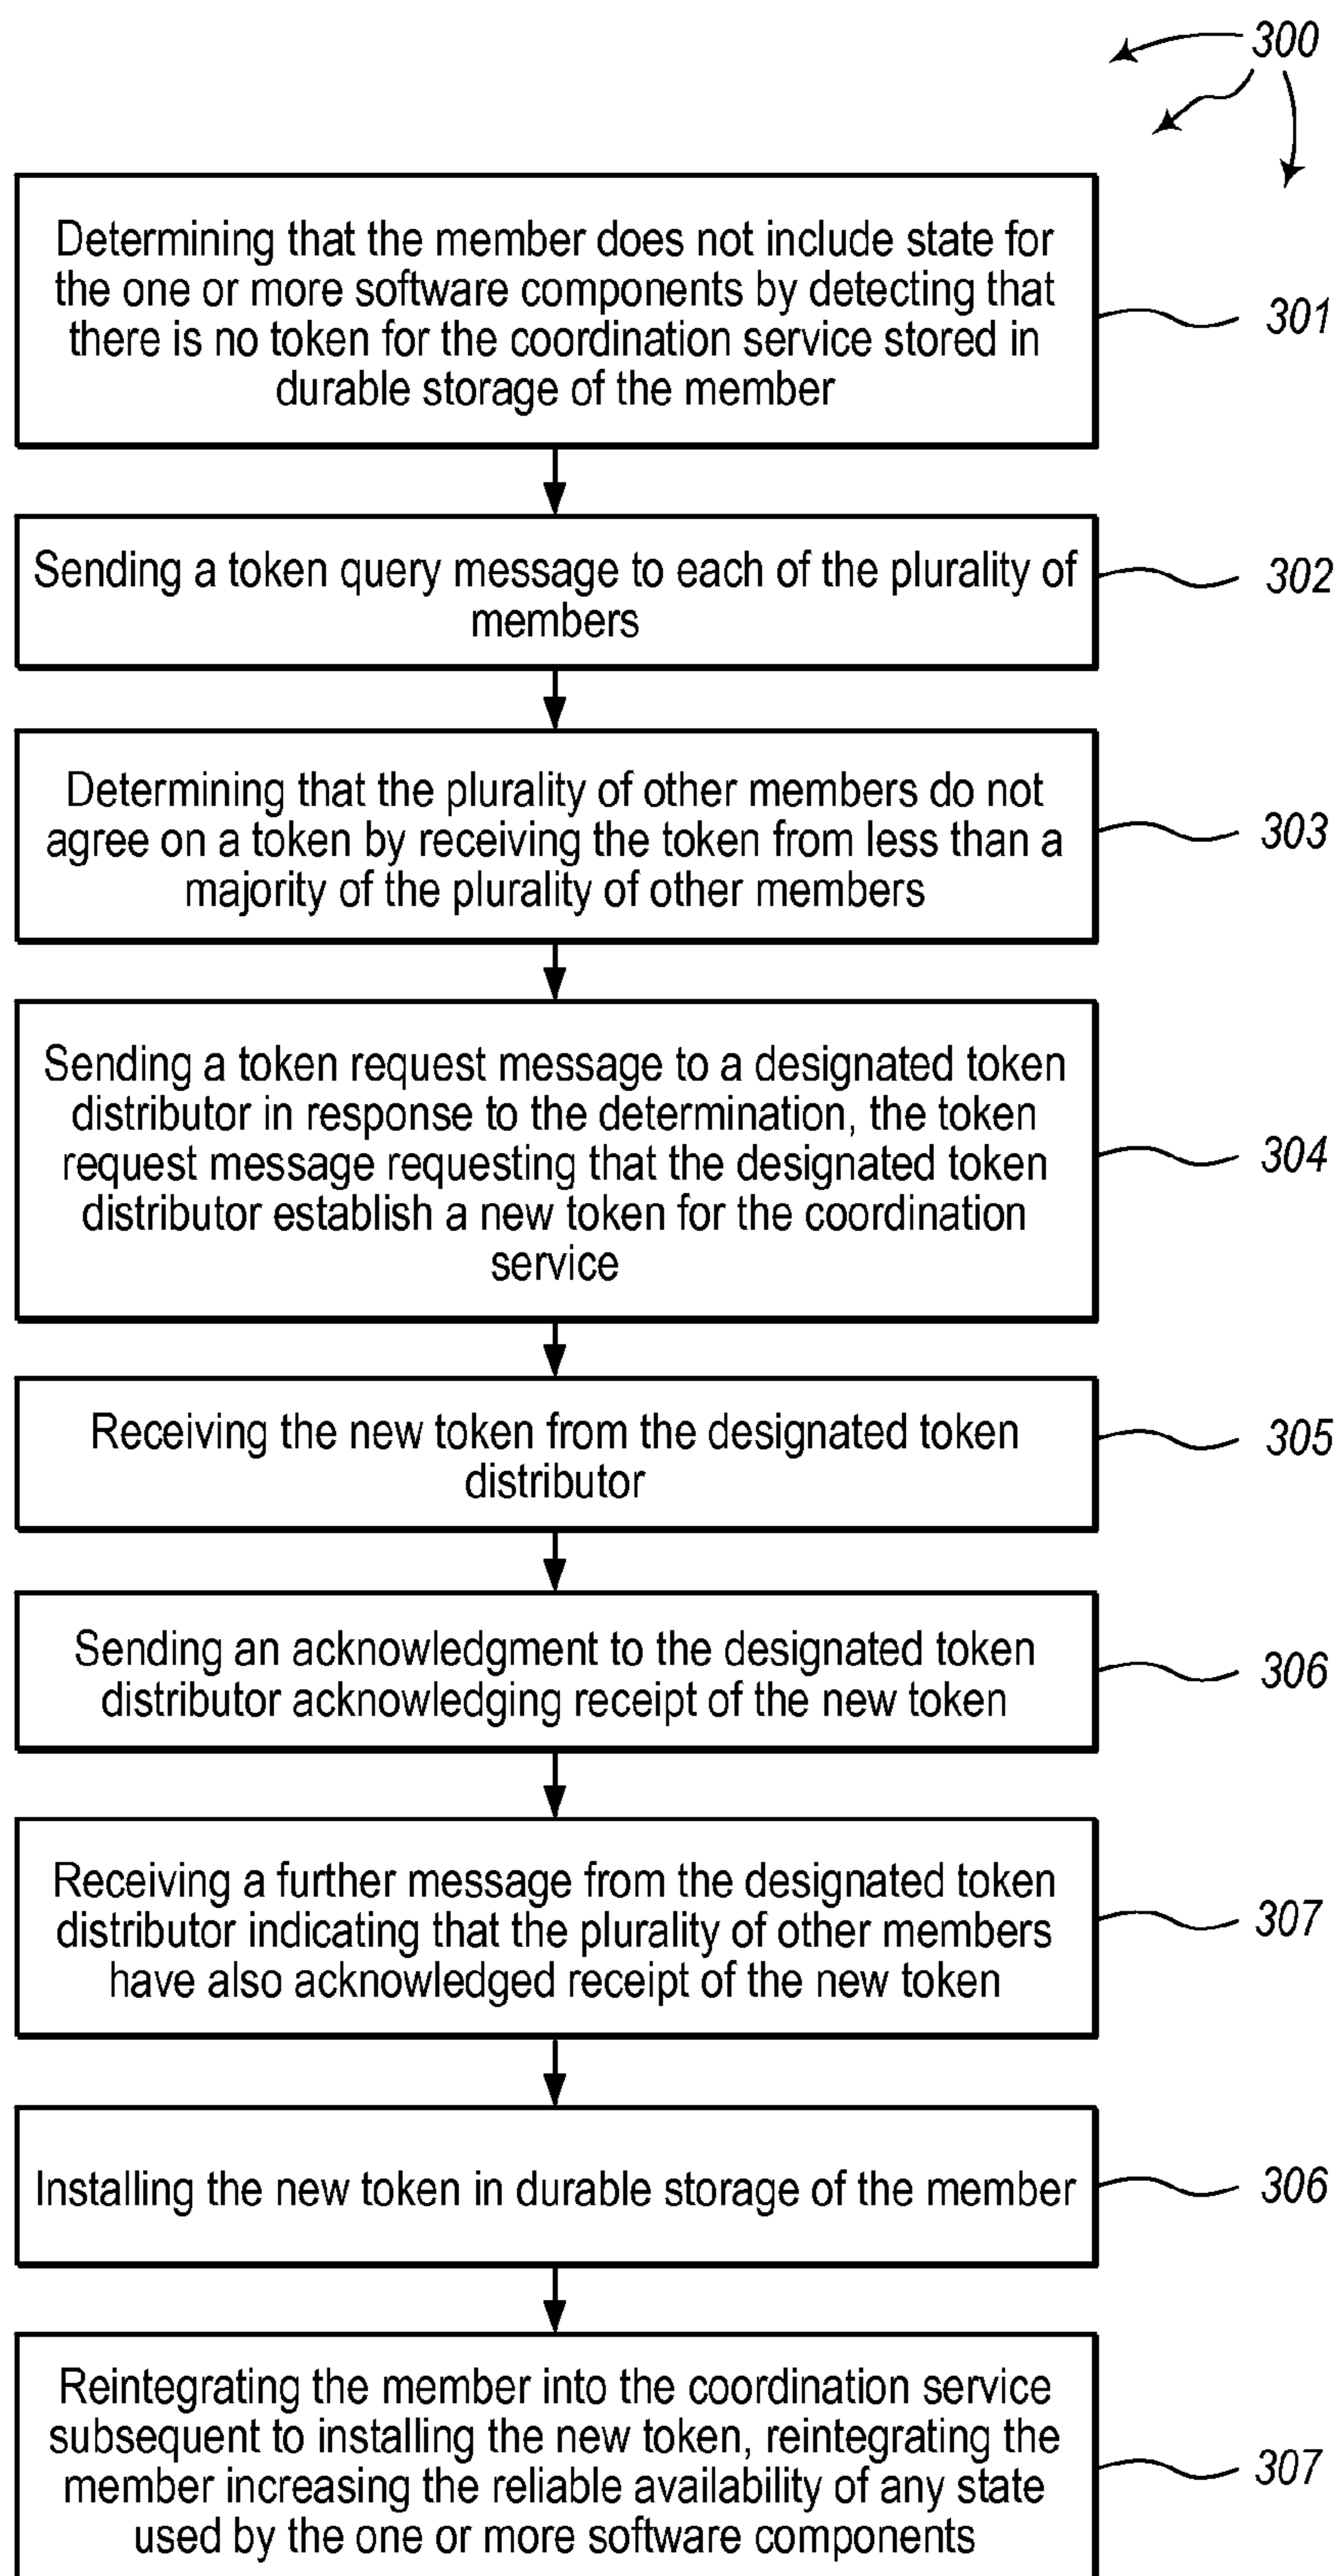 300
Determining that the member does not include state for
the one or more software components by detecting that
there is no token for the coordination service stored in
durable storage of the member
301
Sending a token query message to each of the plurality of
members
302
Determining that the plurality of other members do not
agree on a token by receiving the token from less than a
majority of the plurality of other members
303
Sending a token request message to a designated token
distributor in response to the determination, the token
request message requesting that the designated token
distributor establish a new token for the coordination
service
304
Receiving the new token from the designated token
distributor
305
Sending an acknowledgment to the designated token
distributor acknowledging receipt of the new token
306
Receiving a further message from the designated token
distributor indicating that the plurality of other members
have also acknowledged receipt of the new token
307
Installing the new token in durable storage of the member
306
Reintegrating the member into the coordination service
subsequent to installing the new token, reintegrating the
member increasing the reliable availability of any state
used by the one or more software components
307